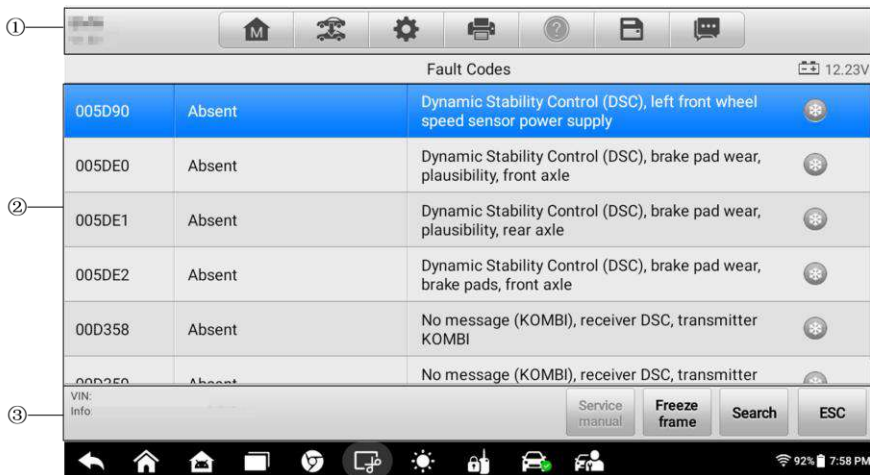 ①
M
?
Fault Codes
12.23V
②
005D90 Absent Dynamic Stability Control (DSC), left front wheel
speed sensor power supply
005DE0 Absent Dynamic Stability Control (DSC), brake pad wear,
plausibility, front axle
005DE1 Absent Dynamic Stability Control (DSC), brake pad wear,
plausibility, rear axle
005DE2 Absent Dynamic Stability Control (DSC), brake pad wear,
brake pads, front axle
00D358 Absent No message (KOMBI), receiver DSC, transmitter
KOMBI
Absent No message (KOMBI), receiver DSC, transmitter
③
VIN:
Info:
Service
manual
Freeze
frame
Search
ESC
92% 7:58 PM